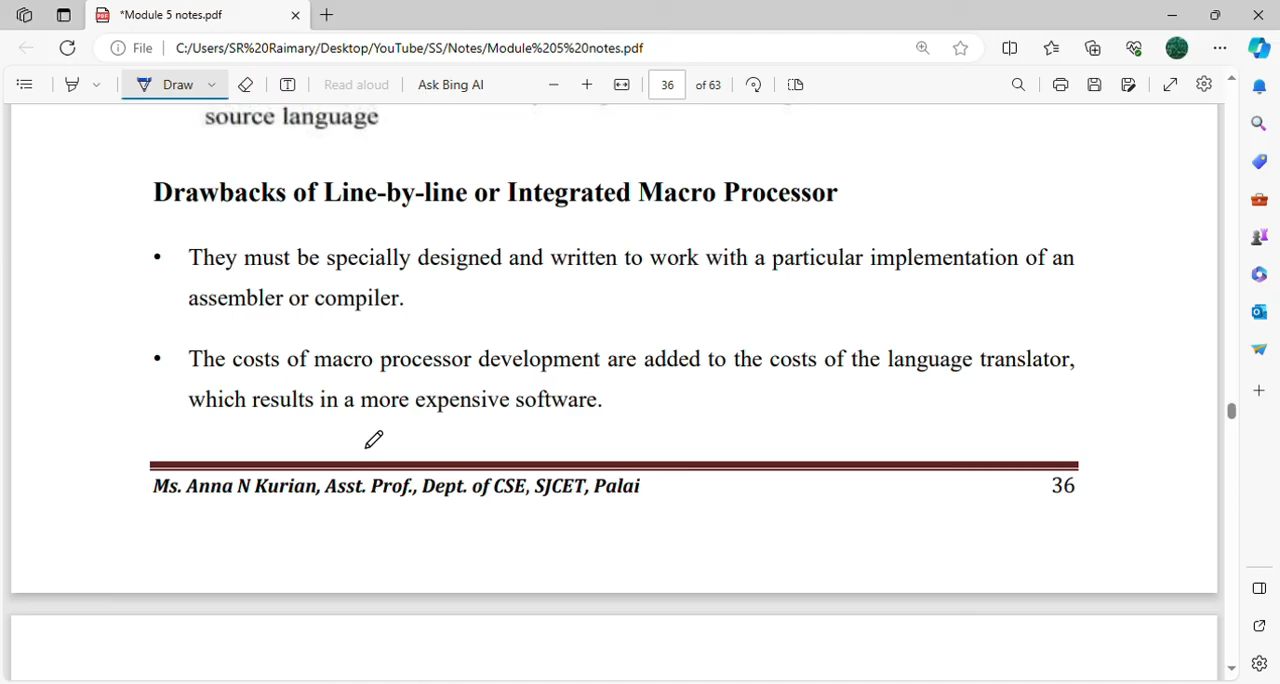 *Module 5 notes.pdf
File
C:/Users/SR%20Raimary/Desktop/YouTube/SS/Notes/Module%205%20notes.pdf
Draw
Read aloud
Ask Bing AI
36 of 63
source language
Drawbacks of Line-by-line or Integrated Macro Processor
• They must be specially designed and written to work with a particular implementation of an
assembler or compiler.
• The costs of macro processor development are added to the costs of the language translator,
which results in a more expensive software.
Ms. Anna N Kurian, Asst. Prof., Dept. of CSE, SJCET, Palai 36